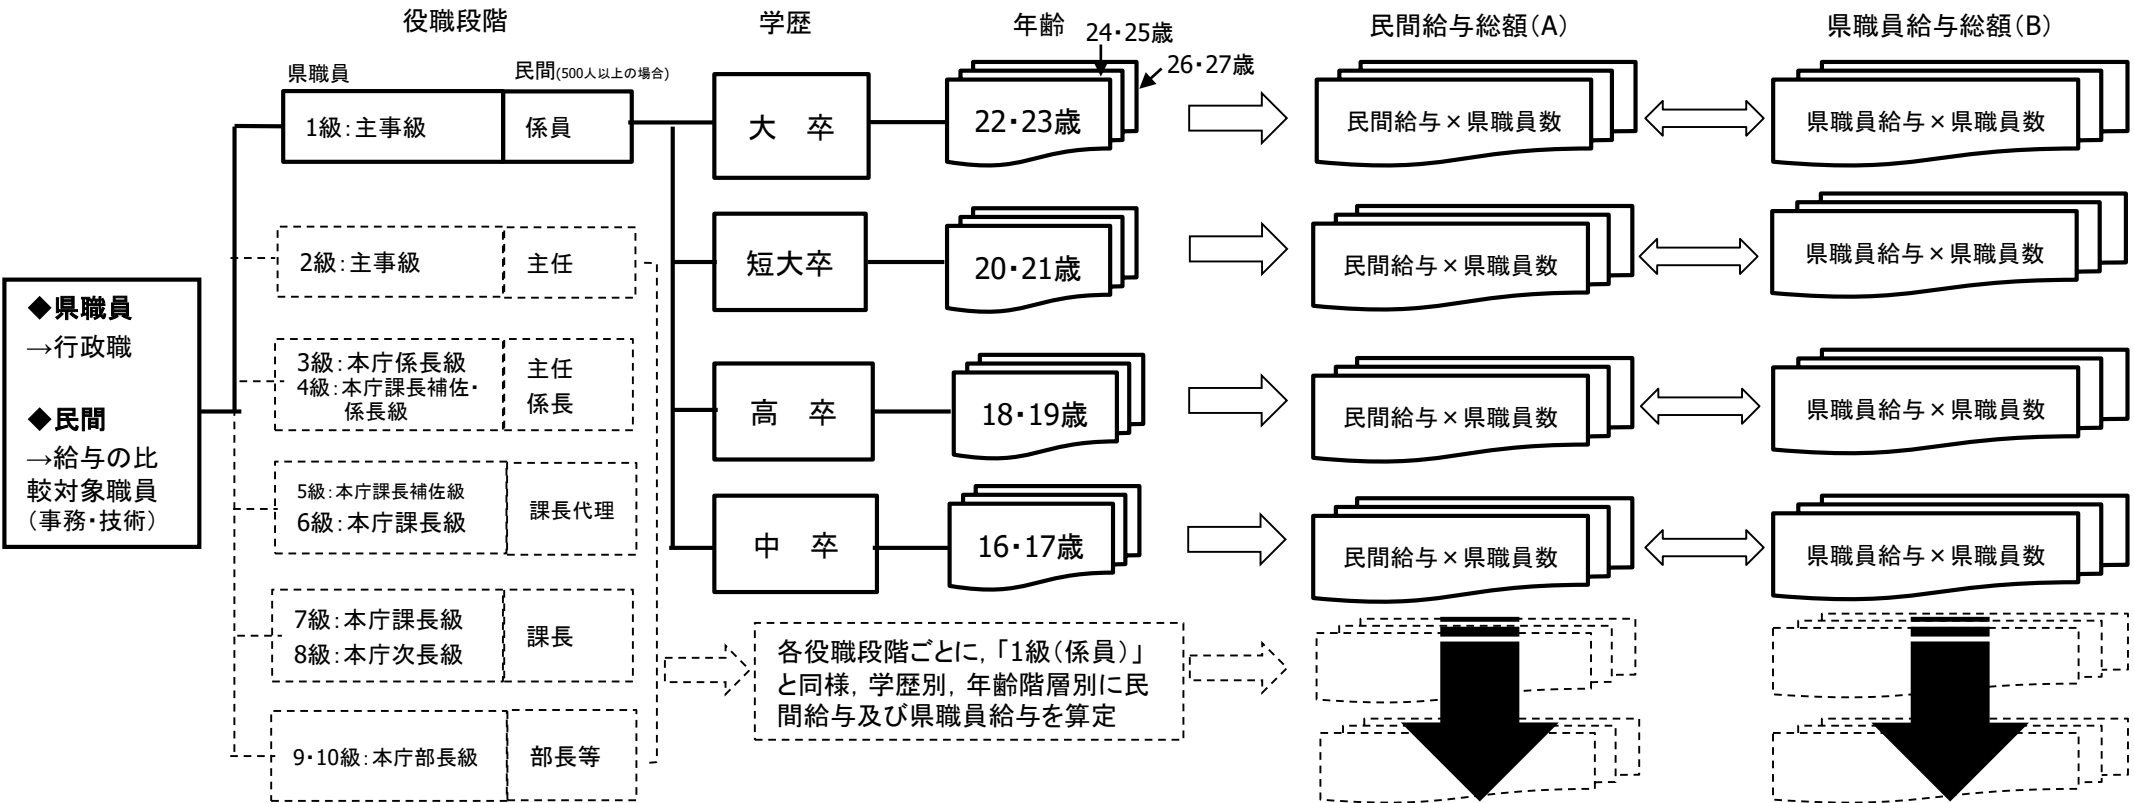 役職段階
学歴
年齢
民間給与総額(A)
県職員給与総額(B)
24・25歳
26・27歳
県職員
民間(500人以上の場合)
1級:主事級
係員
大 卒
22・23歳
民間給与×県職員数
県職員給与×県職員数
2級:主事級
主任
短大卒
20・21歳
民間給与×県職員数
県職員給与×県職員数
◆県職員
→行政職
◆民間
→給与の比
較対象職員
(事務・技術)
3級:本庁係長級
4級:本庁課長補佐・
係長級
主任
係長
高 卒
18・19歳
民間給与×県職員数
県職員給与×県職員数
5級:本庁課長補佐級
6級:本庁課長級
課長代理
中 卒
16・17歳
民間給与×県職員数
県職員給与×県職員数
7級:本庁課長級
8級:本庁次長級
課長
各役職段階ごとに,「1級(係員)」
と同様,学歴別,年齢階層別に民
間給与及び県職員給与を算定
9・10級:本庁部長級
部長等